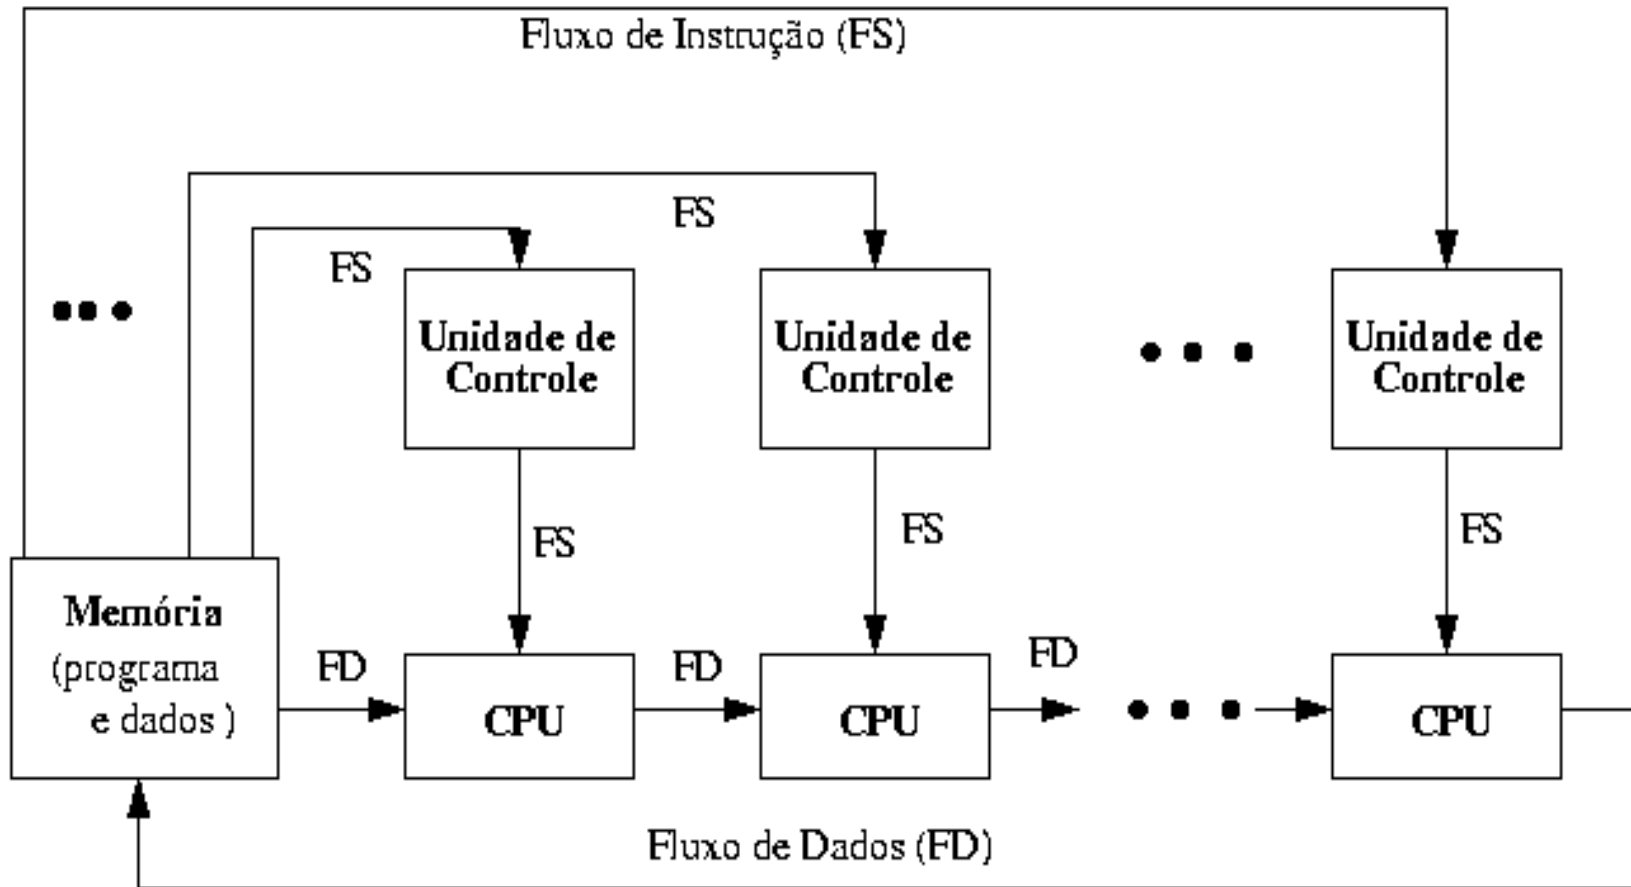 Fluxo de Instrução (FS)
FS
FS
Unidade de
Controle
Unidade de
Controle
Unidade de
Controle
FS
FS
FS
Memória
(programa
e dados )
FD
CPU
FD
CPU
FD
CPU
Fluxo de Dados (FD)